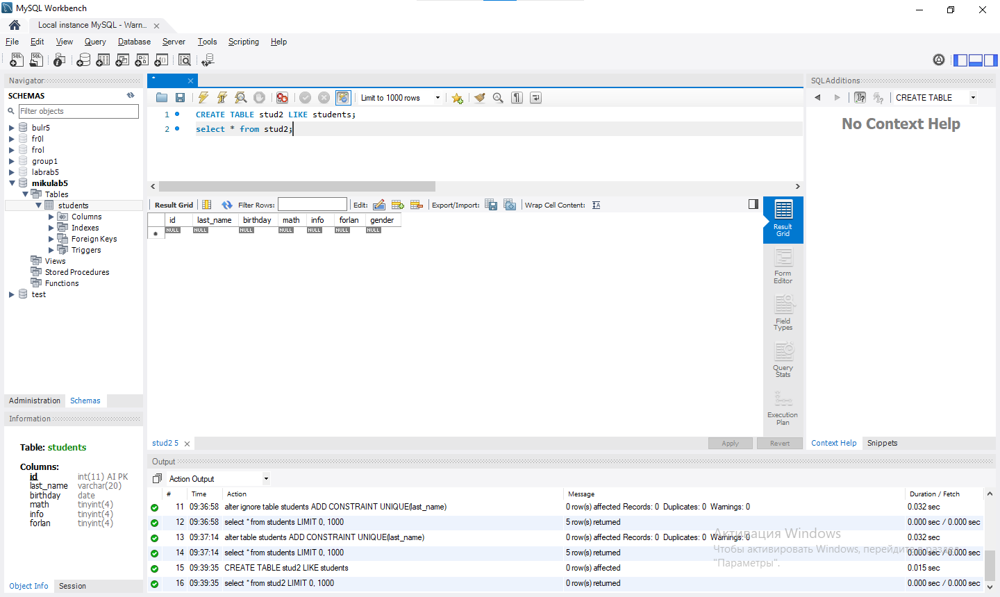 MySQL Workbench
Local instance MySQL - Warn...
File Edit View Query Database Server Tools Scripting Help
Navigator
SCHEMAS
Filter objects
bulr5
fr0l
frol
group1
labrab5
mikulab5
Tables
students
Columns
Indexes
Foreign Keys
Triggers
Views
Stored Procedures
Functions
test
Administration Schemas
Information
Table: students
Columns:
id int(11) AI PK
last_name varchar(20)
birthday date
math tinyint(4)
info tinyint(4)
forlan tinyint(4)
Object Info Session
*
Limit to 1000 rows
1 CREATE TABLE stud2 LIKE students;
2 select * from stud2;
Result Grid Filter Rows: Edit: Export/Import: Wrap Cell Content:
id last_name birthday math info forlan gender
NULL NULL NULL NULL NULL NULL NULL
Result Grid
Form Editor
Field Types
Query Stats
Execution Plan
stud2 5
Apply Revert
SQLAdditions
CREATE TABLE
No Context Help
Context Help Snippets
Output
Action Output
# Time Action Message Duration / Fetch
11 09:36:58 alter ignore table students ADD CONSTRAINT UNIQUE(last_name) 0 row(s) affected Records: 0 Duplicates: 0 Warnings: 0 0.032 sec
12 09:36:58 select * from students LIMIT 0, 1000 5 row(s) returned 0.000 sec / 0.000 sec
13 09:37:14 alter table students ADD CONSTRAINT UNIQUE(last_name) 0 row(s) affected Records: 0 Duplicates: 0 Warnings: 0 0.032 sec
14 09:37:14 select * from students LIMIT 0, 1000 5 row(s) returned 0.000 sec / 0.000 sec
15 09:39:35 CREATE TABLE stud2 LIKE students 0 row(s) affected 0.015 sec
16 09:39:35 select * from stud2 LIMIT 0, 1000 0 row(s) returned 0.000 sec / 0.000 sec
Активация Windows
Чтобы активировать Windows, перейдите в раздел
"Параметры".